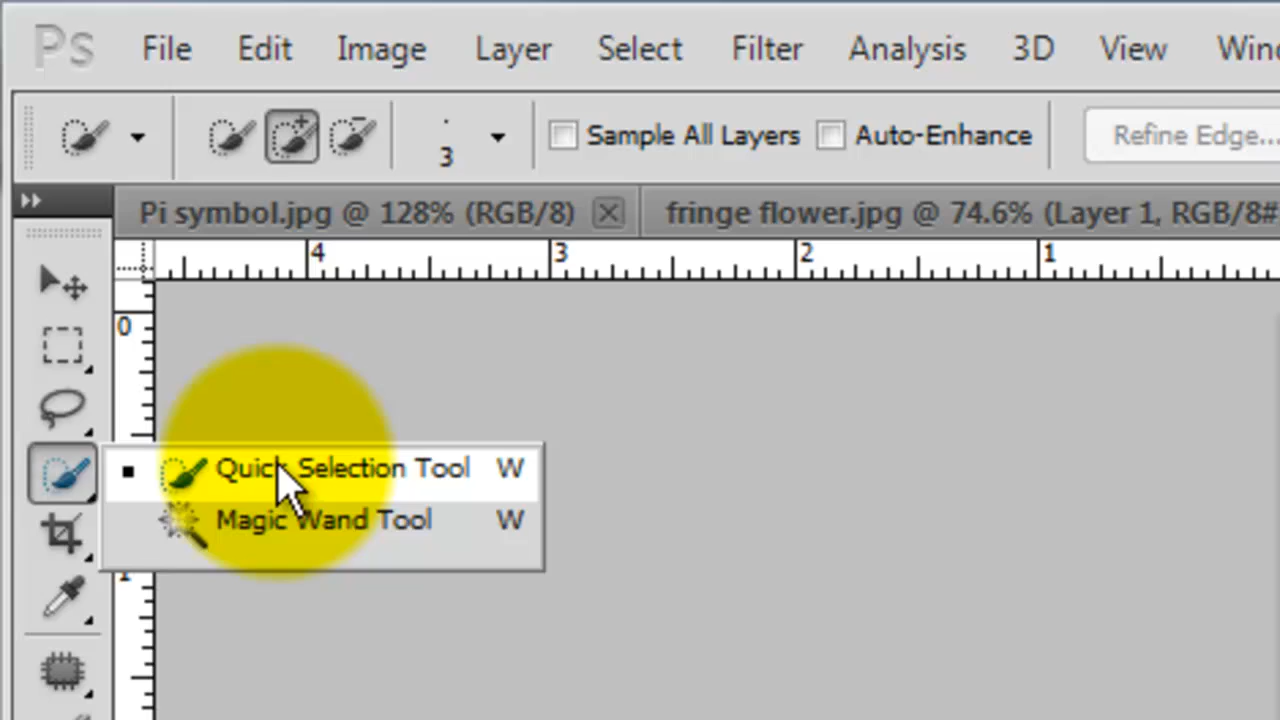 Ps File Edit Image Layer Select Filter Analysis 3D View Wind
3 Sample All Layers Auto-Enhance Refine Edge...
Pi symbol.jpg @ 128% (RGB/8) fringe flower.jpg @ 74.6% (Layer 1, RGB/8#
4 3 2 1
0
Quick Selection Tool W
Magic Wand Tool W
1